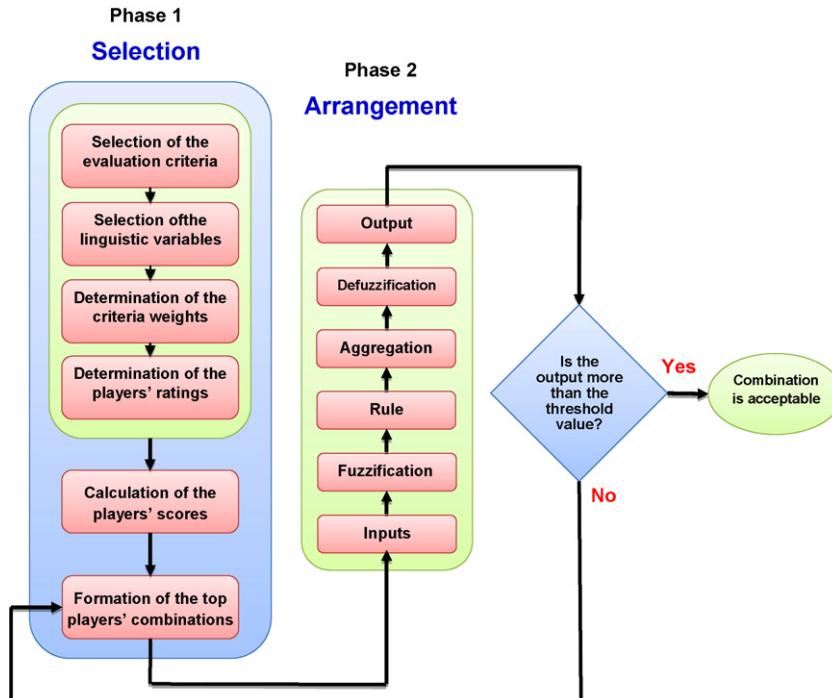 Phase 1
Selection
Selection of the
evaluation criteria
Selection ofthe
linguistic variables
Determination of the
criteria weights
Determination of the
players' ratings
Calculation of the
players' scores
Formation of the top
players' combinations
Phase 2
Arrangement
Output
Defuzzification
Aggregation
Rule
Fuzzification
Inputs
Is the
output more
than the
threshold
value?
Yes
No
Combination
is acceptable